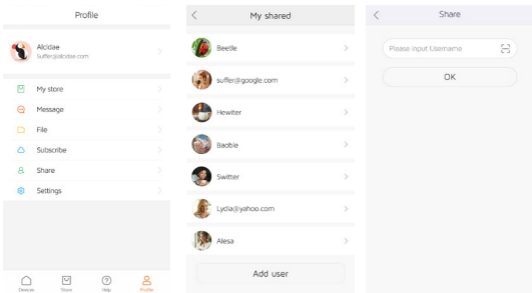 Profile
Alcidae
Suffer@alcidae.com
My store
Message
File
Subscribe
Share
Settings
Devices
Store
Help
Profile
My shared
Beetle
suffer@google.com
Hewiter
Baobie
Switter
Lydia@yahoo.com
Alesa
Add user
Share
Please input Username
OK